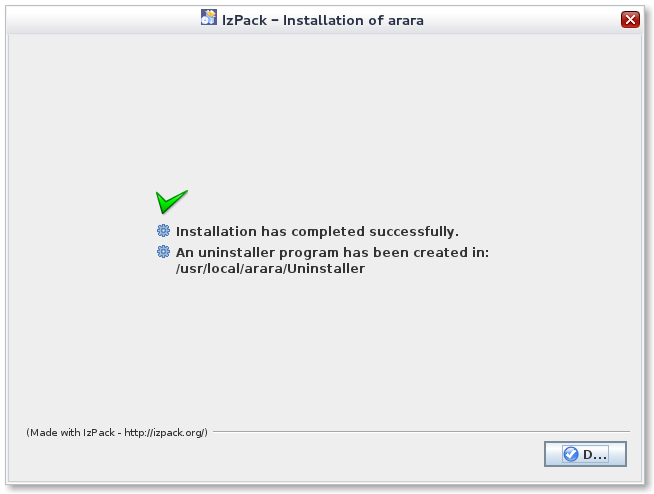 IzPack – Installation of arara
Installation has completed successfully.
An uninstaller program has been created in:
/usr/local/arara/Uninstaller
(Made with IzPack - http://izpack.org/)
D...